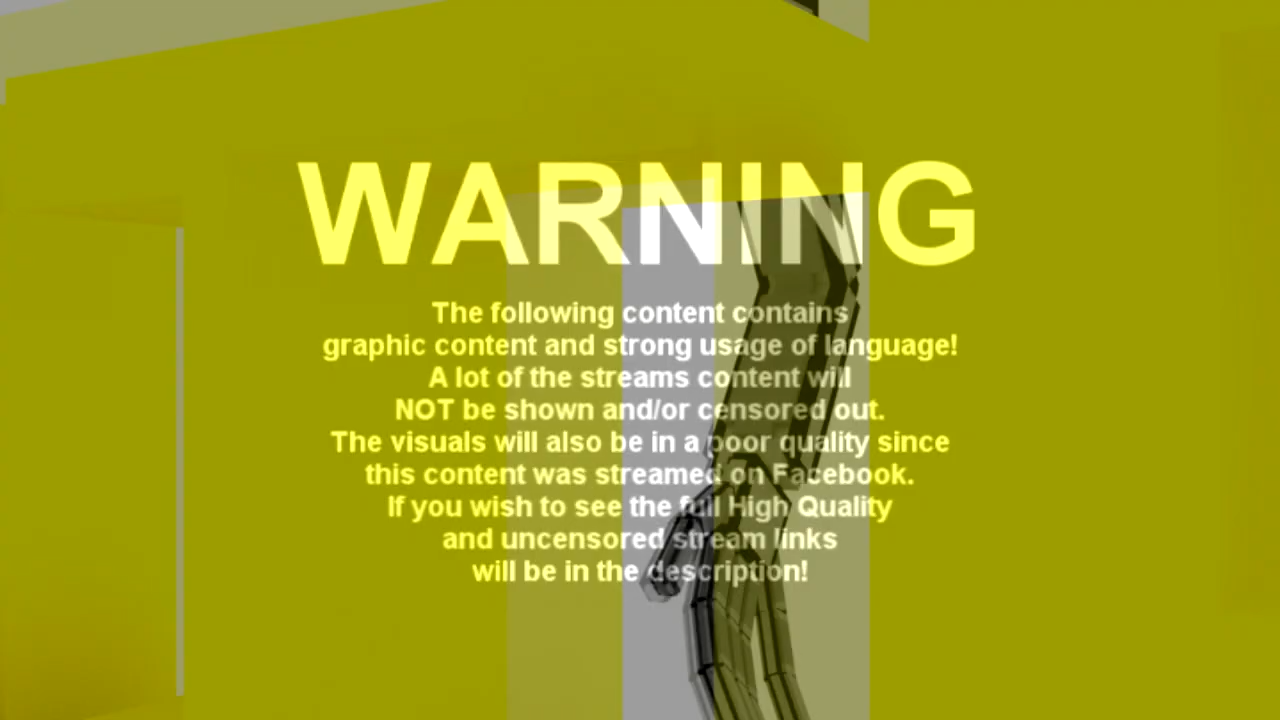 WARNING
The following content contains
graphic content and strong usage of language!
A lot of the streams content will
NOT be shown and/or censored out.
The visuals will also be in a poor quality since
this content was streamed on Facebook.
If you wish to see the full High Quality
and uncensored stream links
will be in the description!